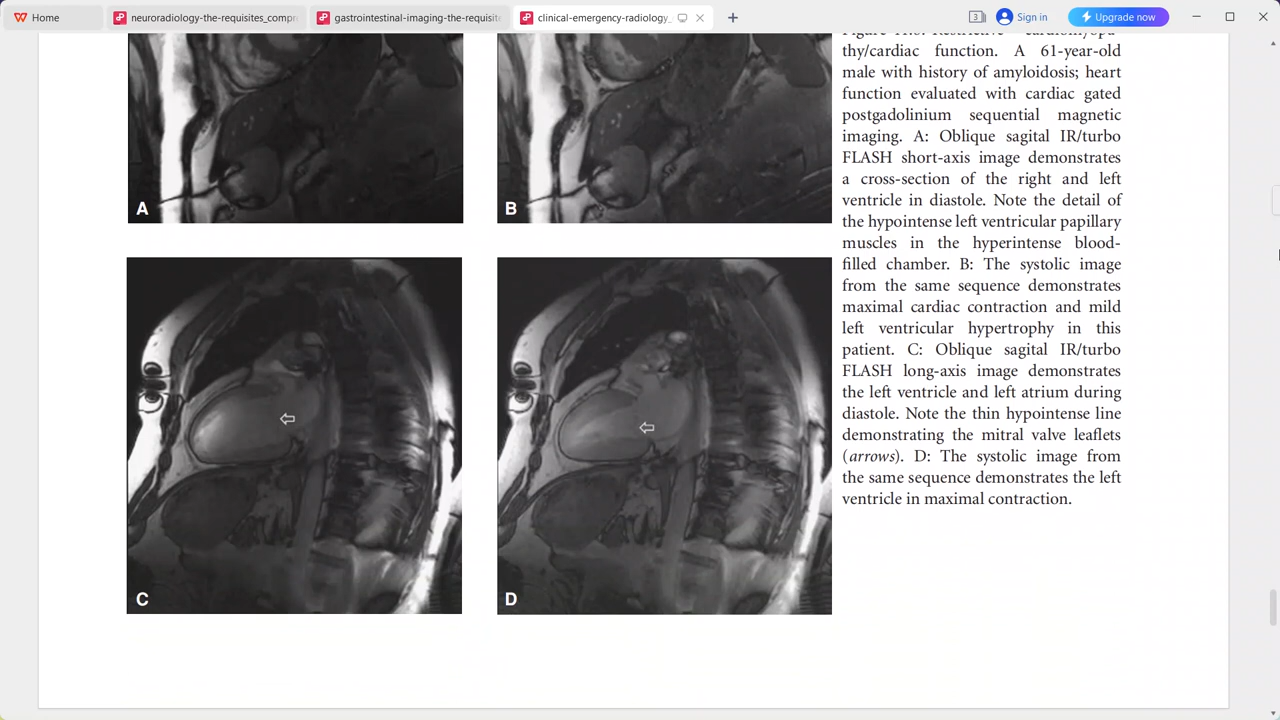 Home
neuroradiology-the-requisites_compr
gastrointestinal-imaging-the-requisite
clinical-emergency-radiology_
3
Sign in
Upgrade now
thy/cardiac function. A 61-year-old
male with history of amyloidosis; heart
function evaluated with cardiac gated
postgadolinium sequential magnetic
imaging. A: Oblique sagital IR/turbo
FLASH short-axis image demonstrates
a cross-section of the right and left
ventricle in diastole. Note the detail of
the hypointense left ventricular papillary
muscles in the hyperintense blood-
filled chamber. B: The systolic image
from the same sequence demonstrates
maximal cardiac contraction and mild
left ventricular hypertrophy in this
patient. C: Oblique sagital IR/turbo
FLASH long-axis image demonstrates
the left ventricle and left atrium during
diastole. Note the thin hypointense line
demonstrating the mitral valve leaflets
(arrows). D: The systolic image from
the same sequence demonstrates the left
ventricle in maximal contraction.
A
B
C
D